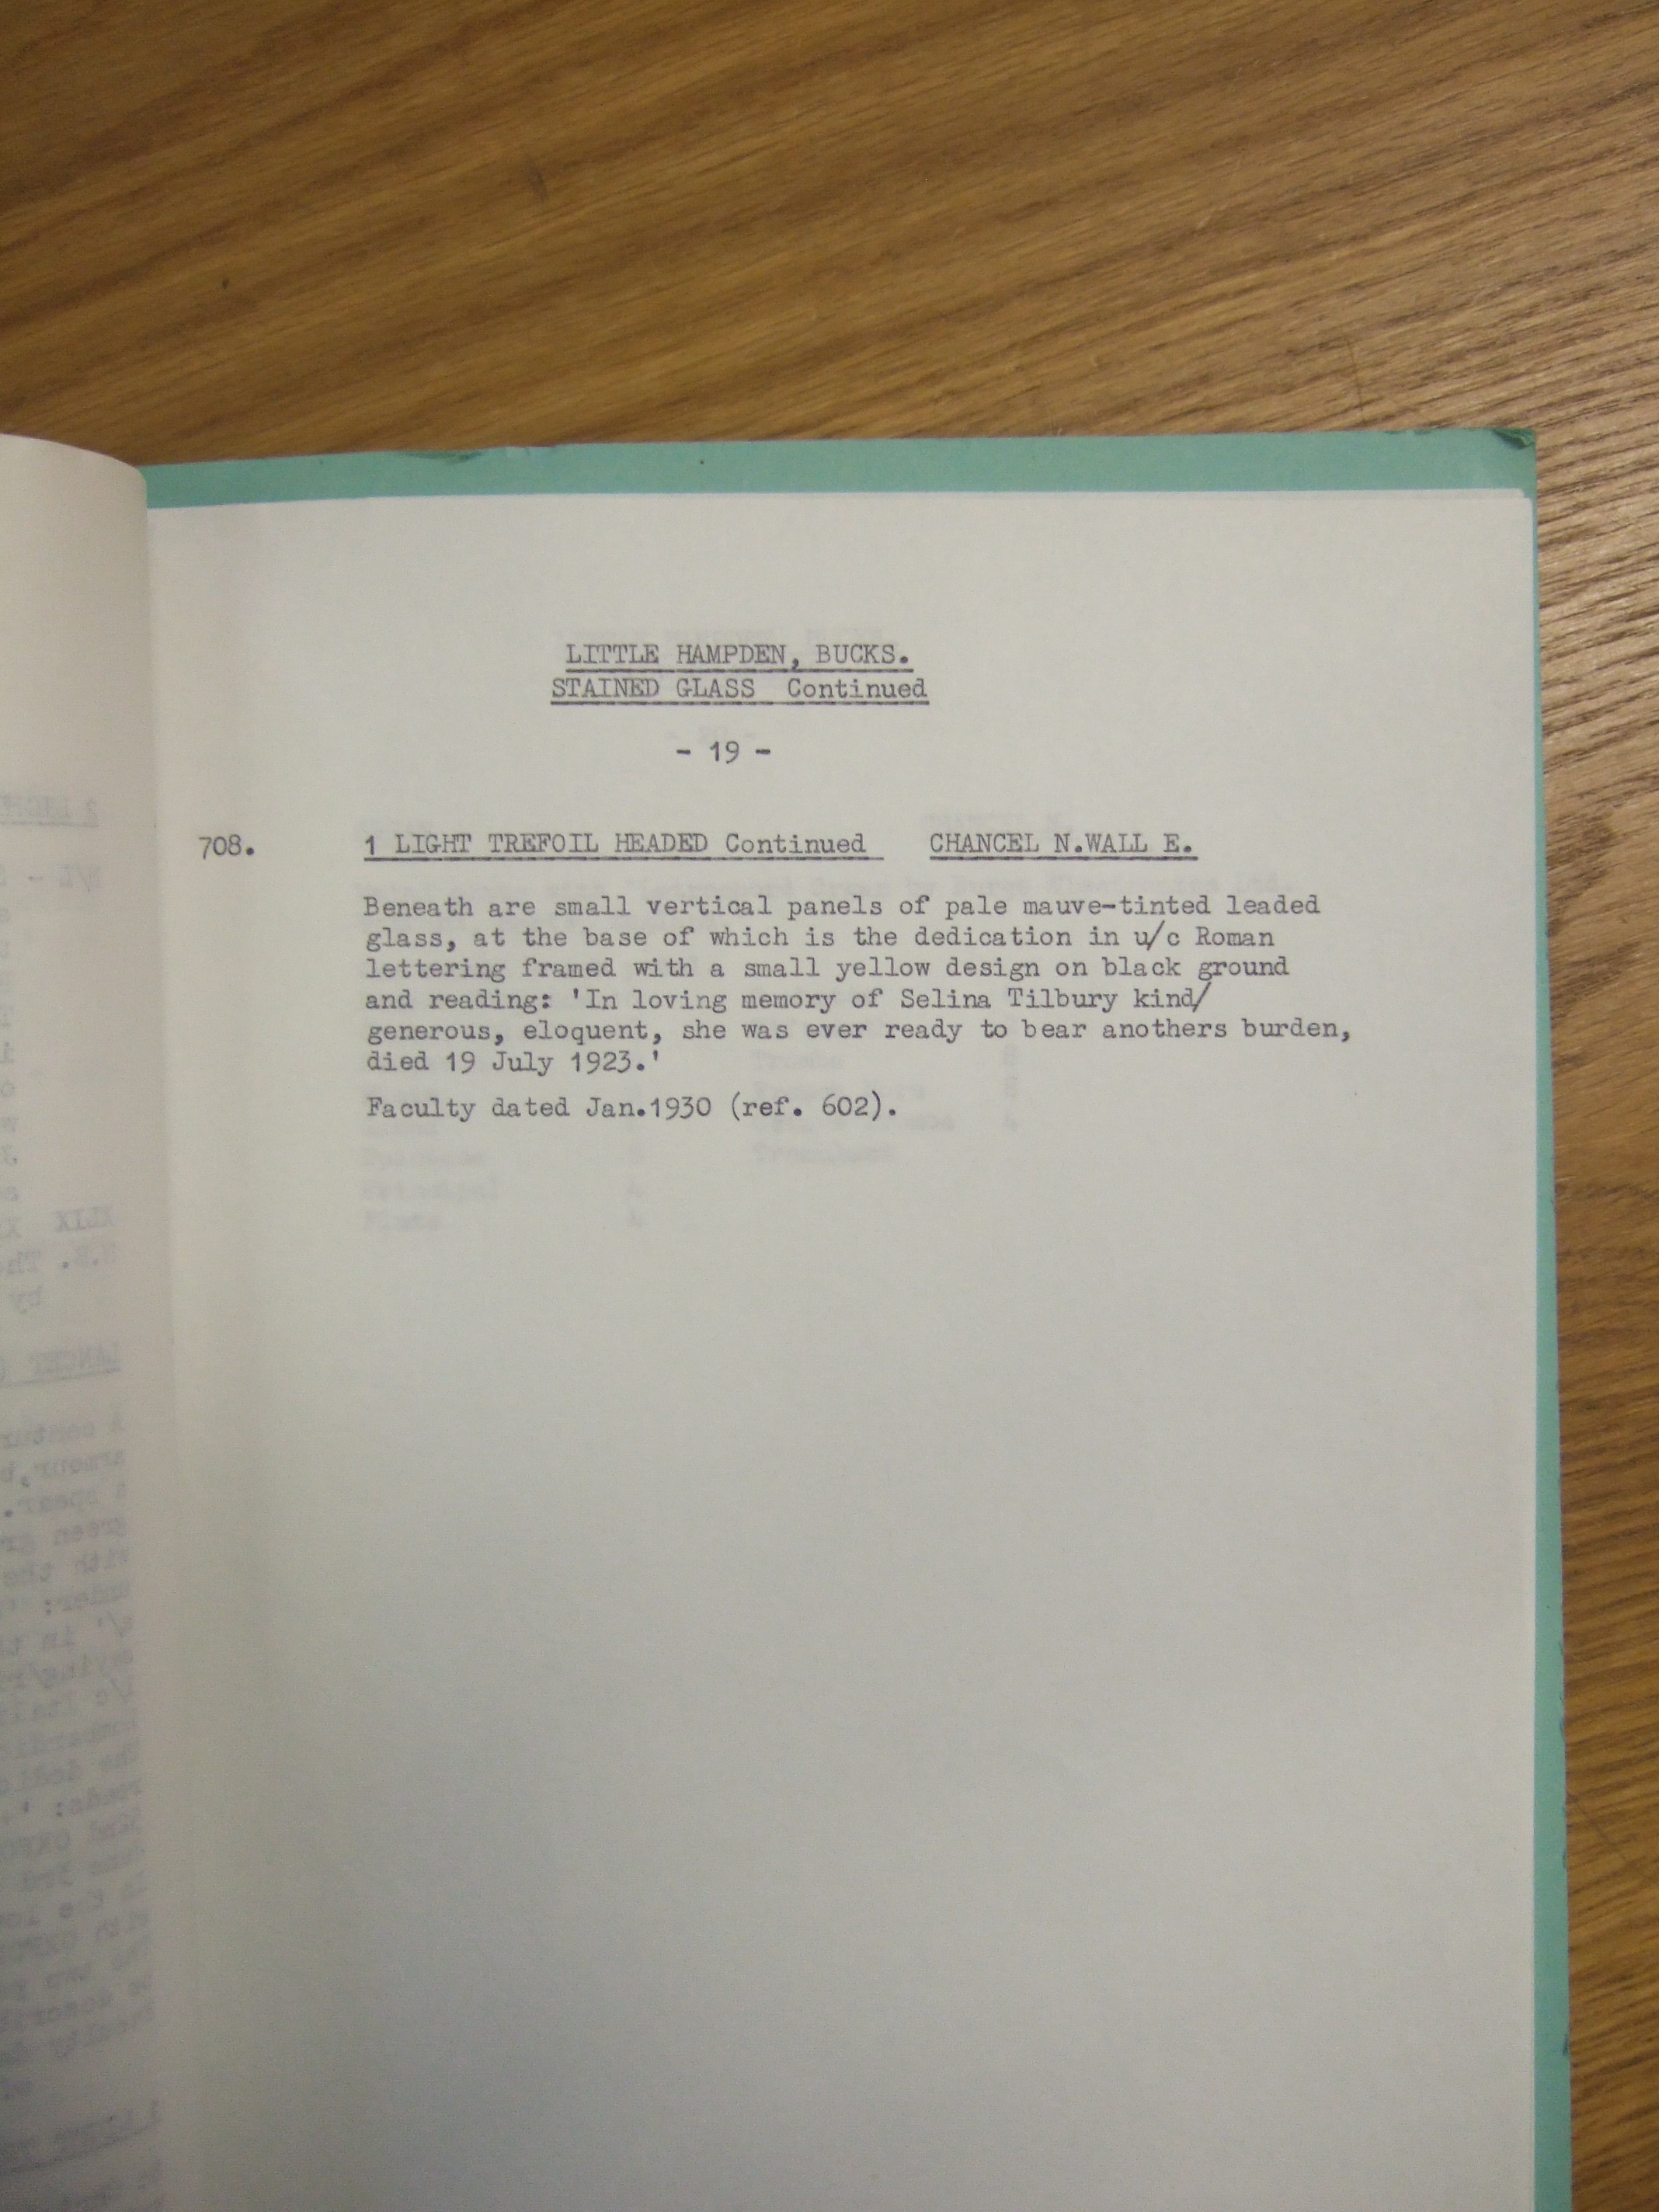 LITTLE HAMPDEN, BUCKS.
STAINED GLASS Continued
- 19 -
708. 1 LIGHT TREFOIL HEADED Continued CHANCEL N.WALL E.
Beneath are small vertical panels of pale mauve-tinted leaded
glass, at the base of which is the dedication in u/c Roman
lettering framed with a small yellow design on black ground
and reading: 'In loving memory of Selina Tilbury kind/
generous, eloquent, she was ever ready to bear anothers burden,
died 19 July 1923.'
Faculty dated Jan.1930 (ref. 602).